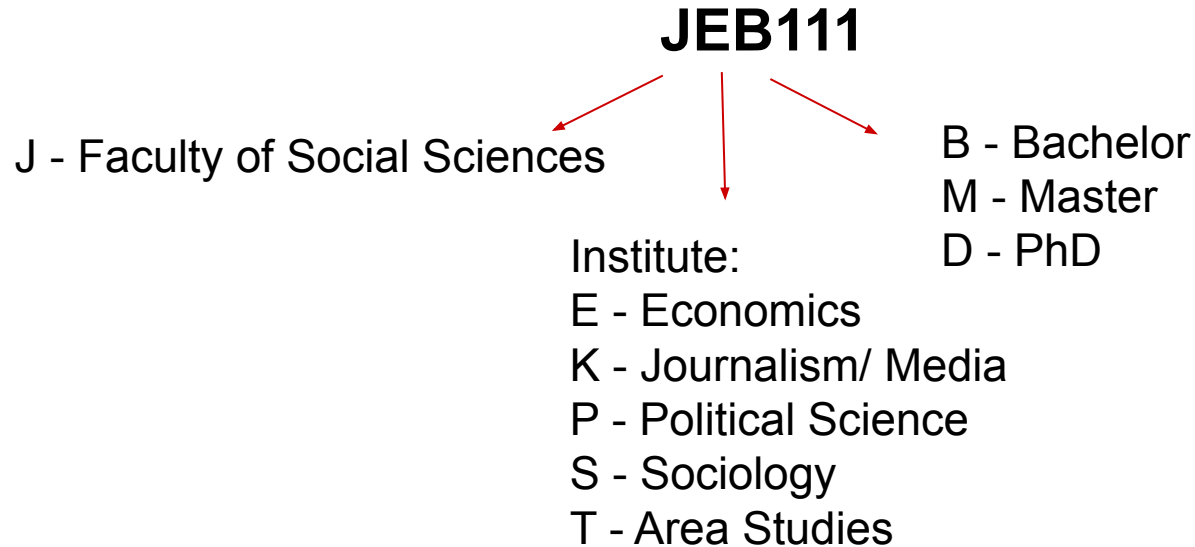 JEB111
J - Faculty of Social Sciences
B - Bachelor
M - Master
D - PhD
Institute:
E - Economics
K - Journalism/ Media
P - Political Science
S - Sociology
T - Area Studies